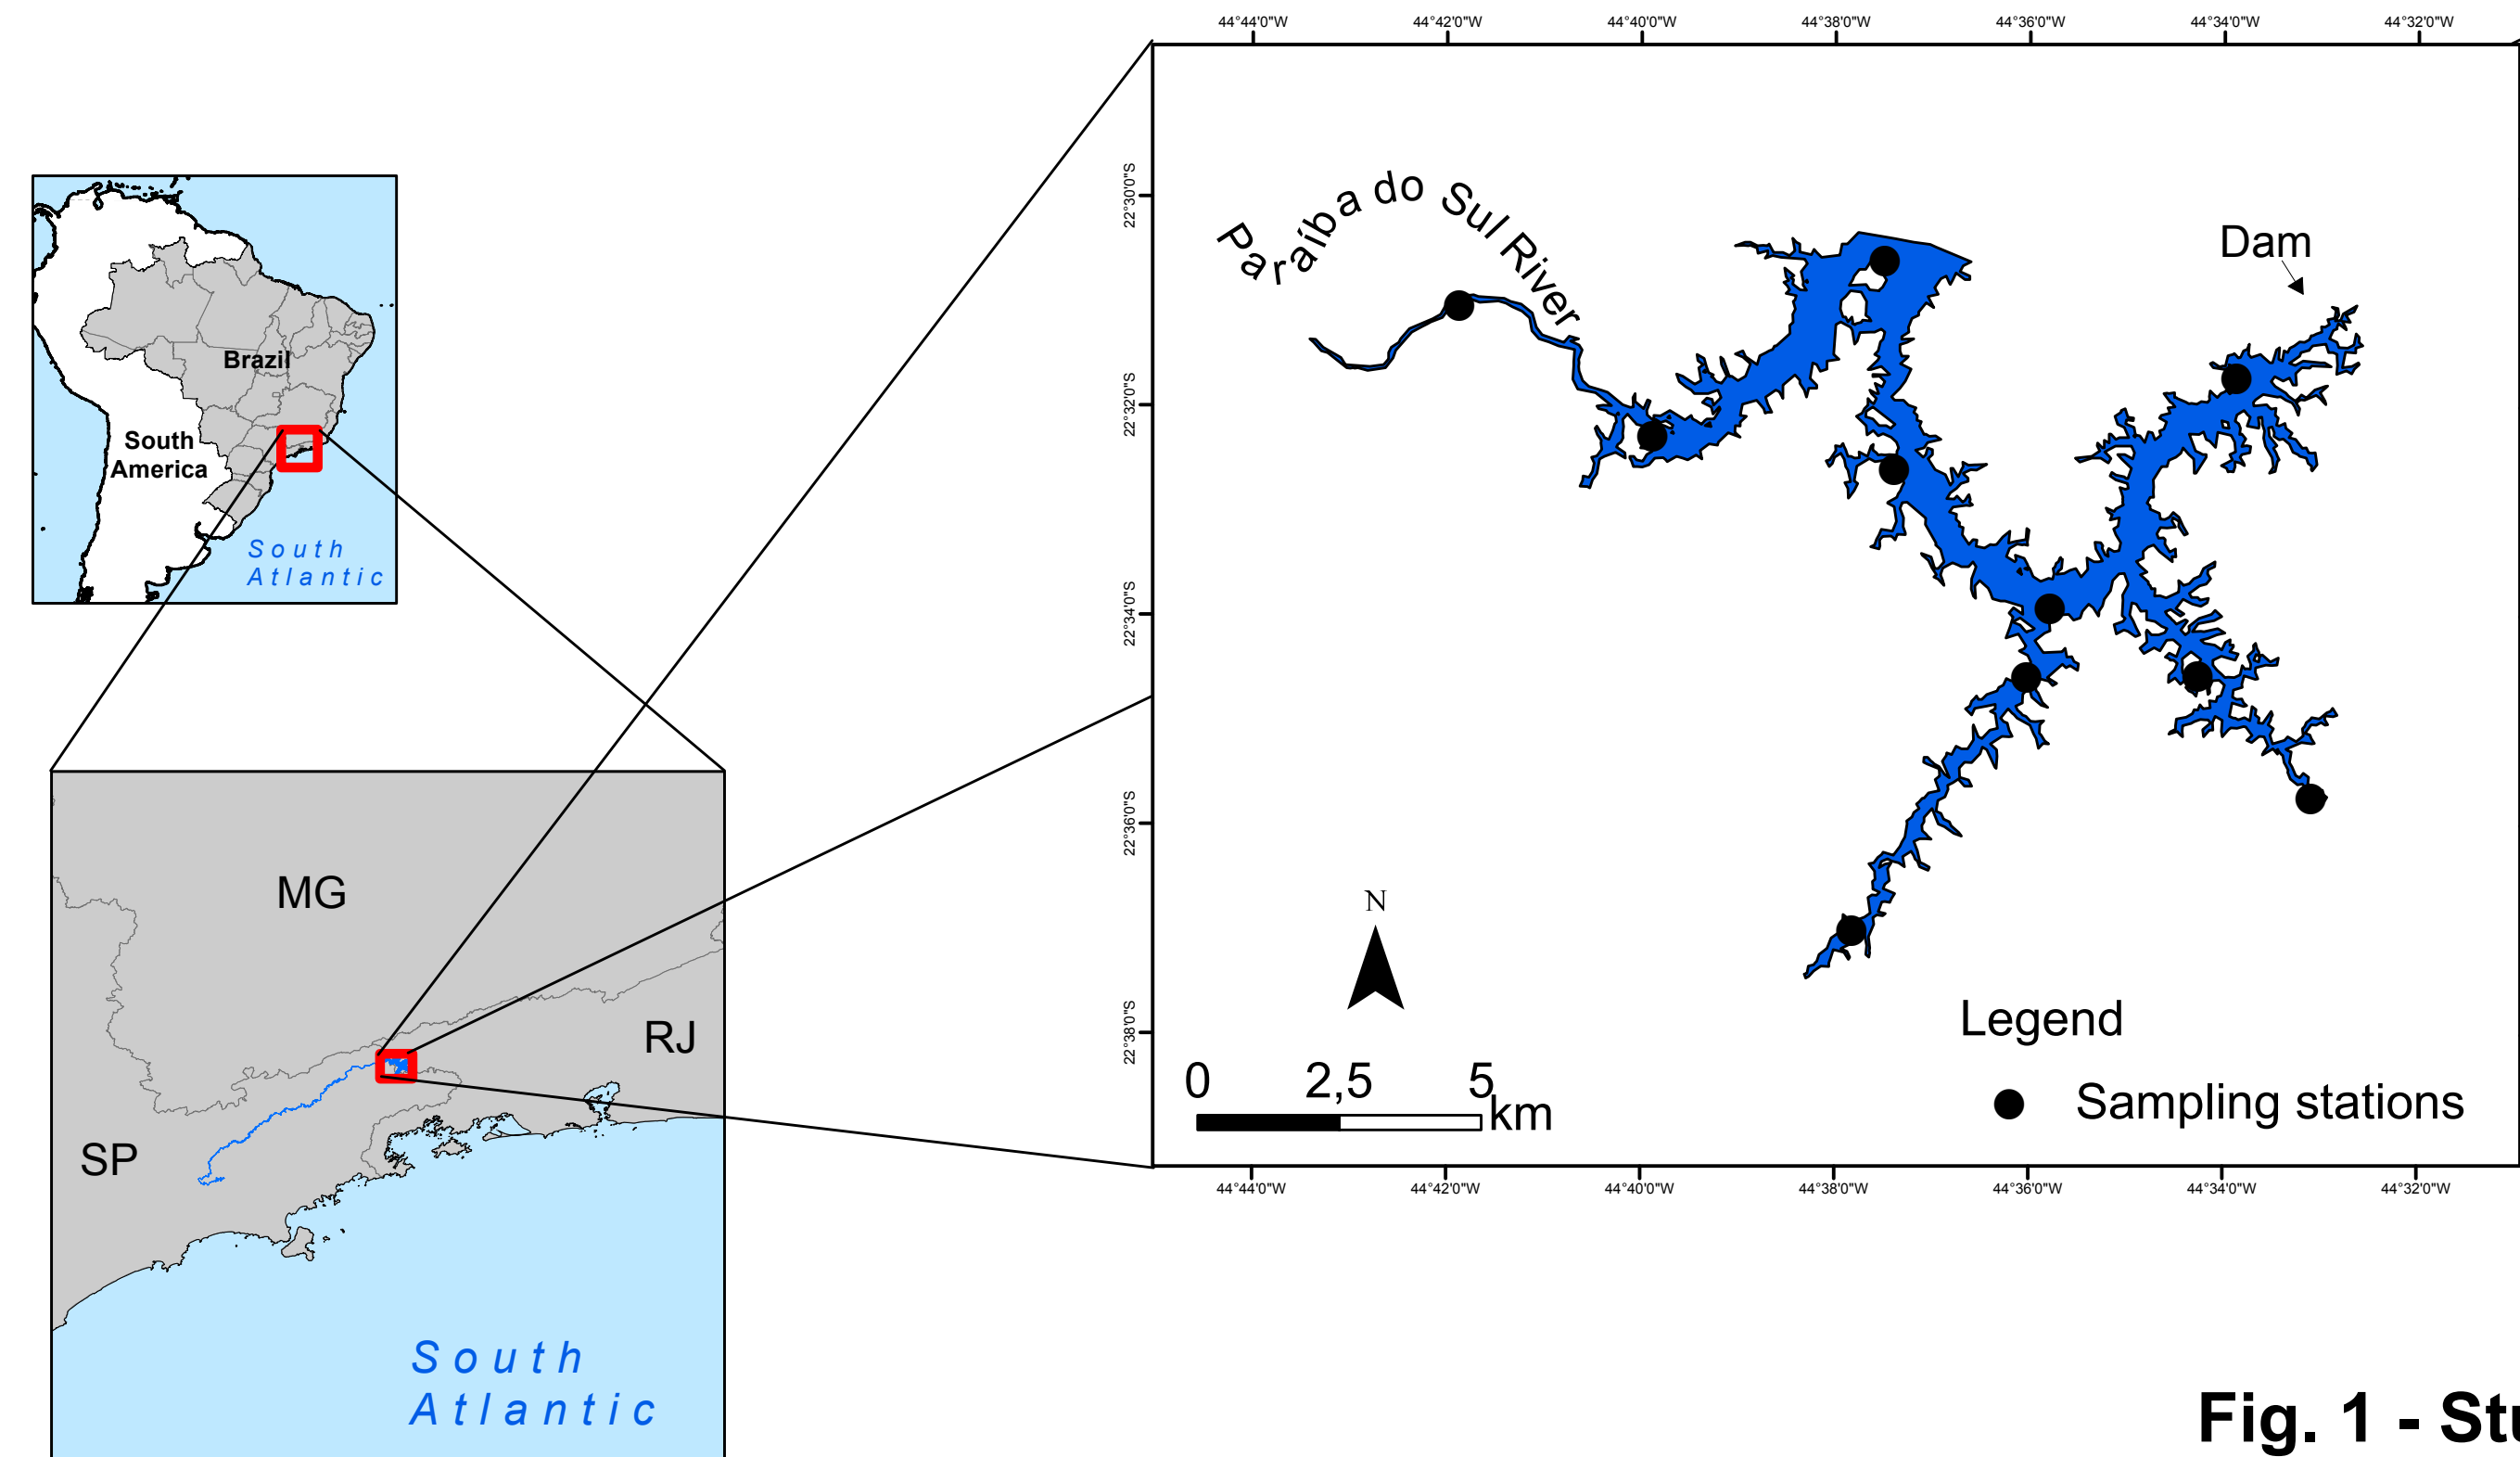 44°44'0"W 44°42'0"W 44°40'0"W 44°38'0"W 44°36'0"W 44°34'0"W 44°32'0"W
22°30'0"S
22°32'0"S
22°34'0"S
22°36'0"S
22°38'0"S
Paraíba do Sul River
Dam
N
0 2,5 5
km
Legend
Sampling stations
44°44'0"W 44°42'0"W 44°40'0"W 44°38'0"W 44°36'0"W 44°34'0"W 44°32'0"W
Brazil
South
America
South
Atlantic
MG
RJ
SP
South
Atlantic
Fig. 1 - Stu